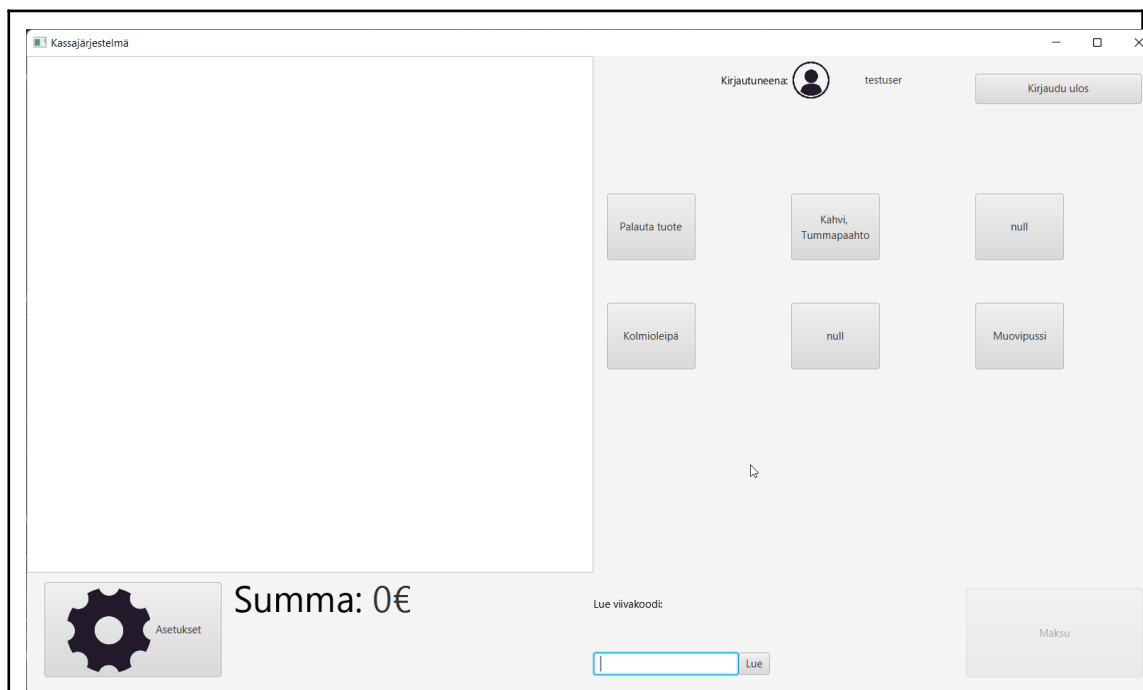 Kassajärjestelmä
Kirjautuneena:
testuser
Kirjaudu ulos
Palauta tuote
Kahvi,
Tummapaahto
null
Kolmioleipä
null
Muovipussi
Asetukset
Summa: 0€
Lue viivakoodi:
Lue
Maksu